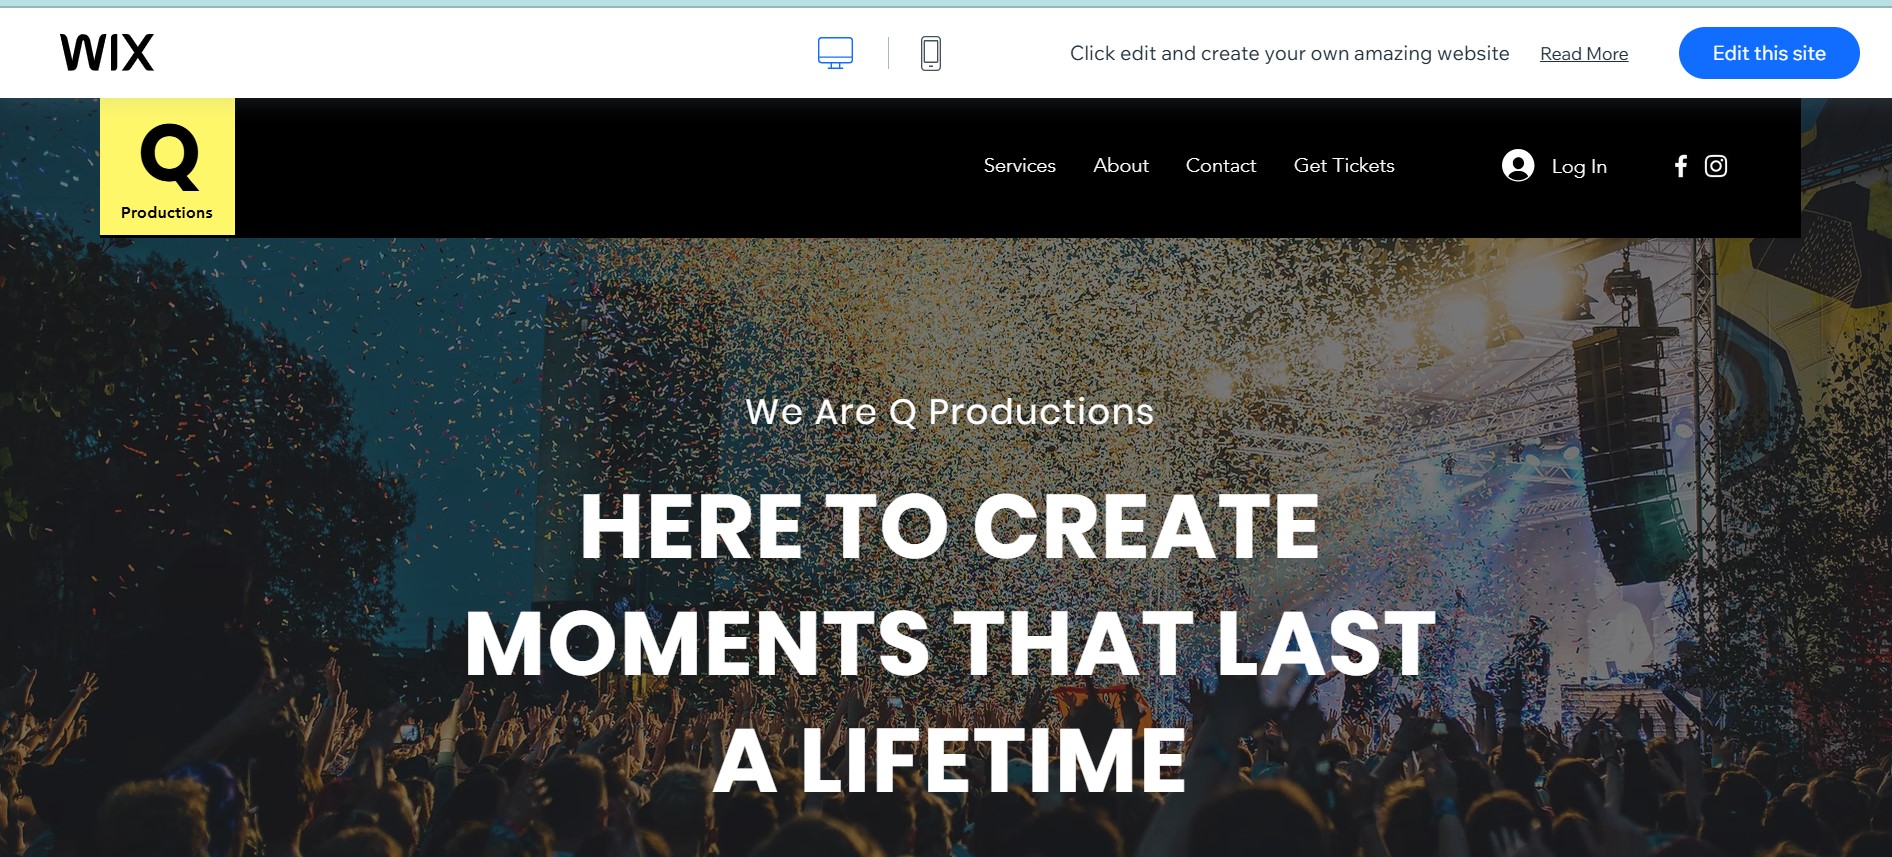 WIX
Click edit and create your own amazing website
Read More
Edit this site
Q
Productions
Services
About
Contact
Get Tickets
Log In
We Are Q Productions
HERE TO CREATE
MOMENTS THAT LAST
A LIFETIME